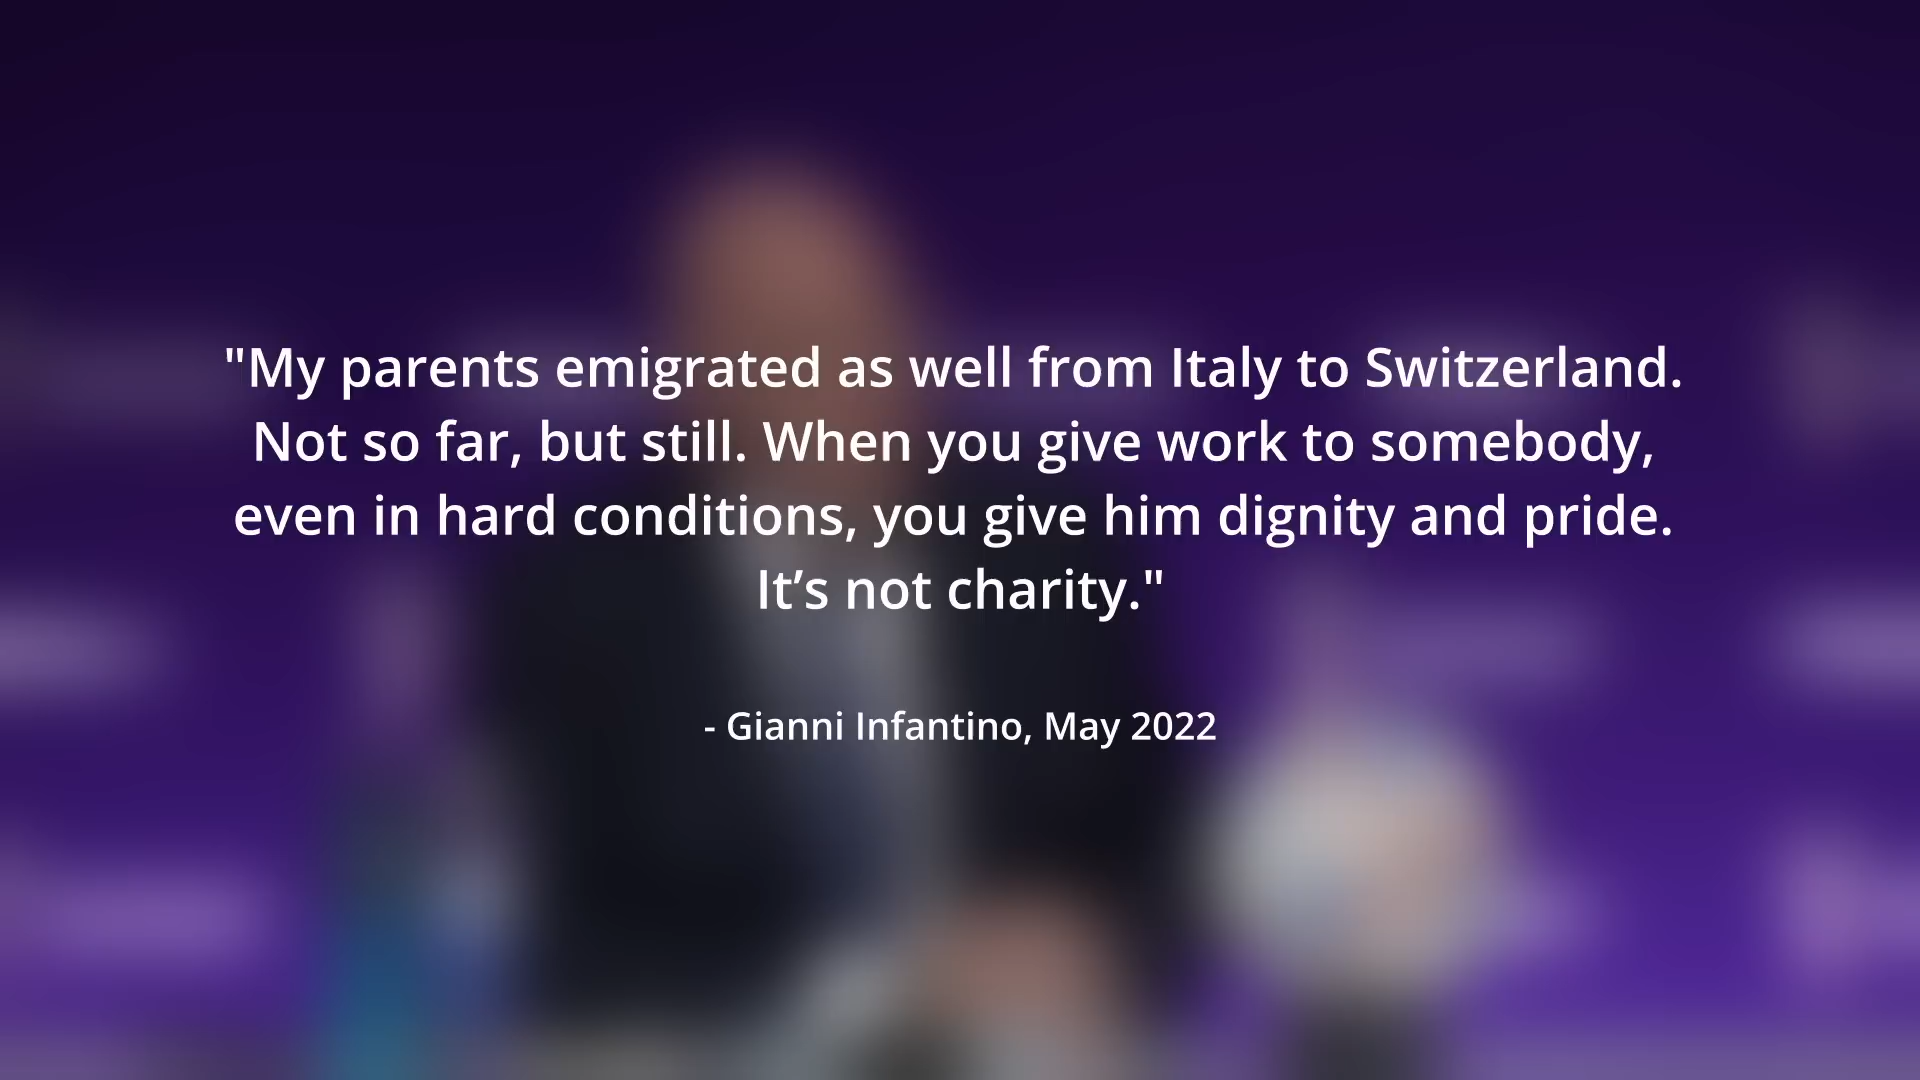 "My parents emigrated as well from Italy to Switzerland.
Not so far, but still. When you give work to somebody,
even in hard conditions, you give him dignity and pride.
It’s not charity."
- Gianni Infantino, May 2022